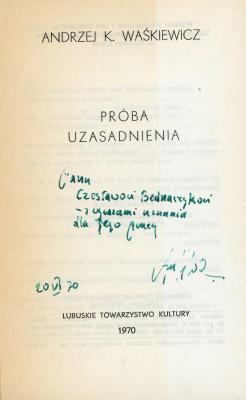 ANDRZEJ K. WAŚKIEWICZ
PRÓBA
UZASADNIENIA
Panu
Czesławowi Bednarczykowi
z wyrazami uznania
dla Jego pracy
20 VI 70
LUBUSKIE TOWARZYSTWO KULTURY
1970